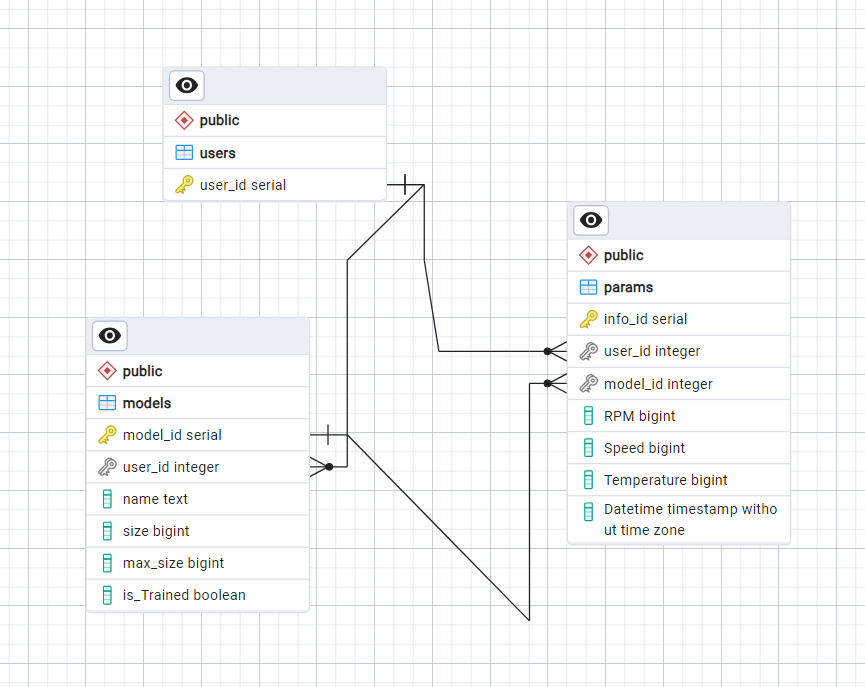 public
users
user_id serial
public
params
info_id serial
user_id integer
model_id integer
RPM bigint
Speed bigint
Temperature bigint
Datetime timestamp witho
ut time zone
public
models
model_id serial
user_id integer
name text
size bigint
max_size bigint
is_Trained boolean